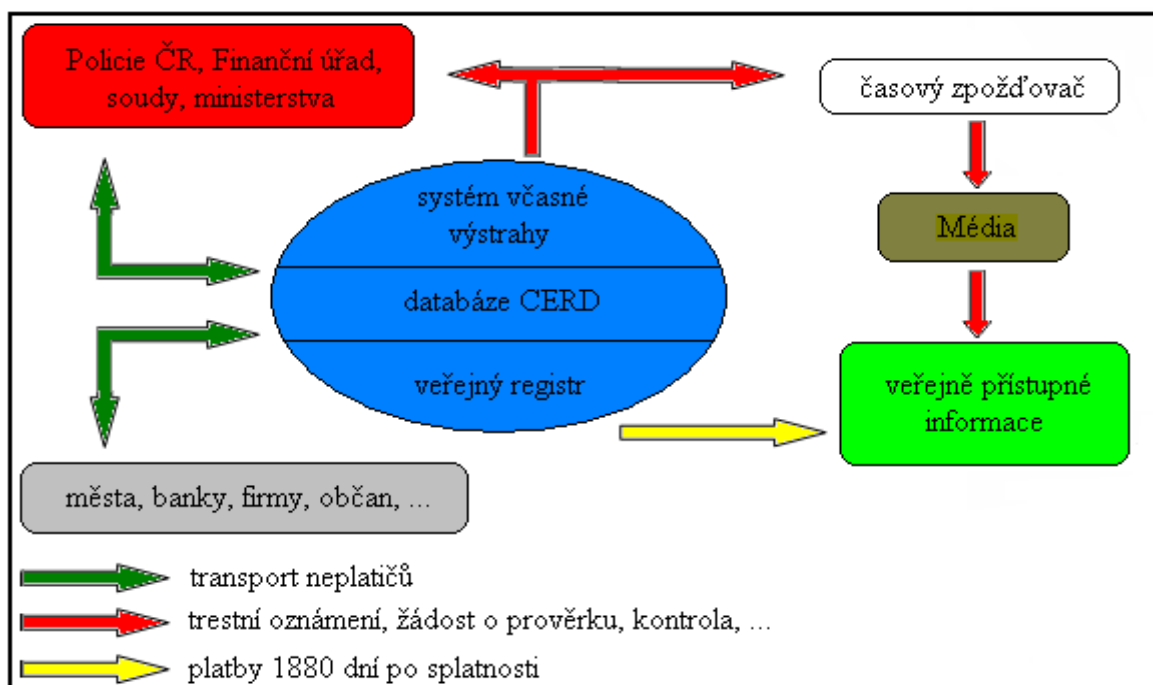 Policie ČR, Finanční úřad,
soudy, ministerstva
časový zpožďovač
systém včasné
výstrahy
Média
databáze CERD
veřejný registr
veřejně přístupné
informace
města, banky, firmy, občan, ...
transport neplatičů
trestní oznámení, žádost o prověrku, kontrola, ...
platby 1880 dní po splatnosti